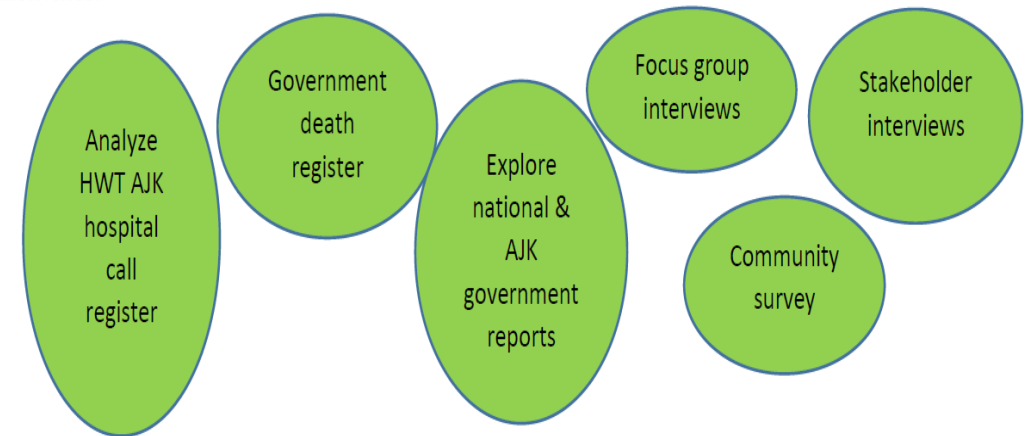 Analyze
HWT AJK
hospital
call
register
Government
death
register
Explore
national &
AJK
government
reports
Focus group
interviews
Stakeholder
interviews
Community
survey